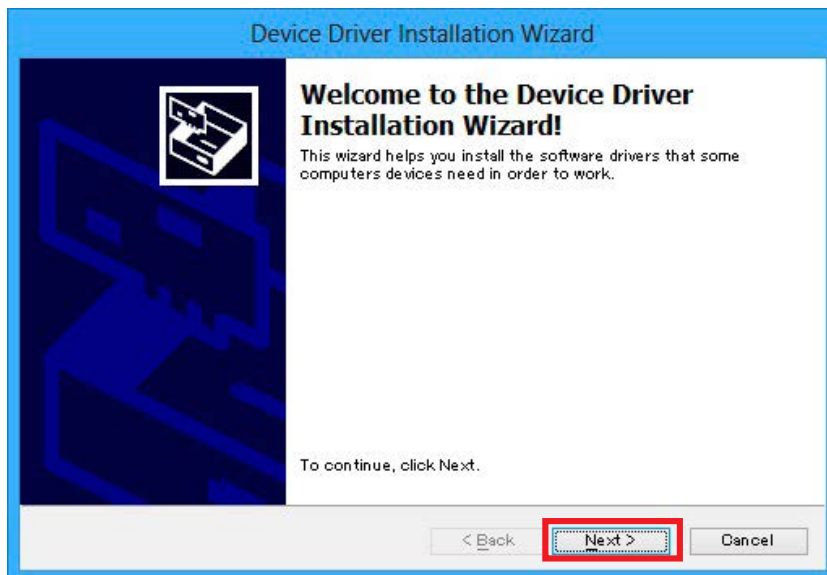 Device Driver Installation Wizard
Welcome to the Device Driver
Installation Wizard!
This wizard helps you install the software drivers that some
computers devices need in order to work.
To continue, click Next.
< Back
Next >
Cancel